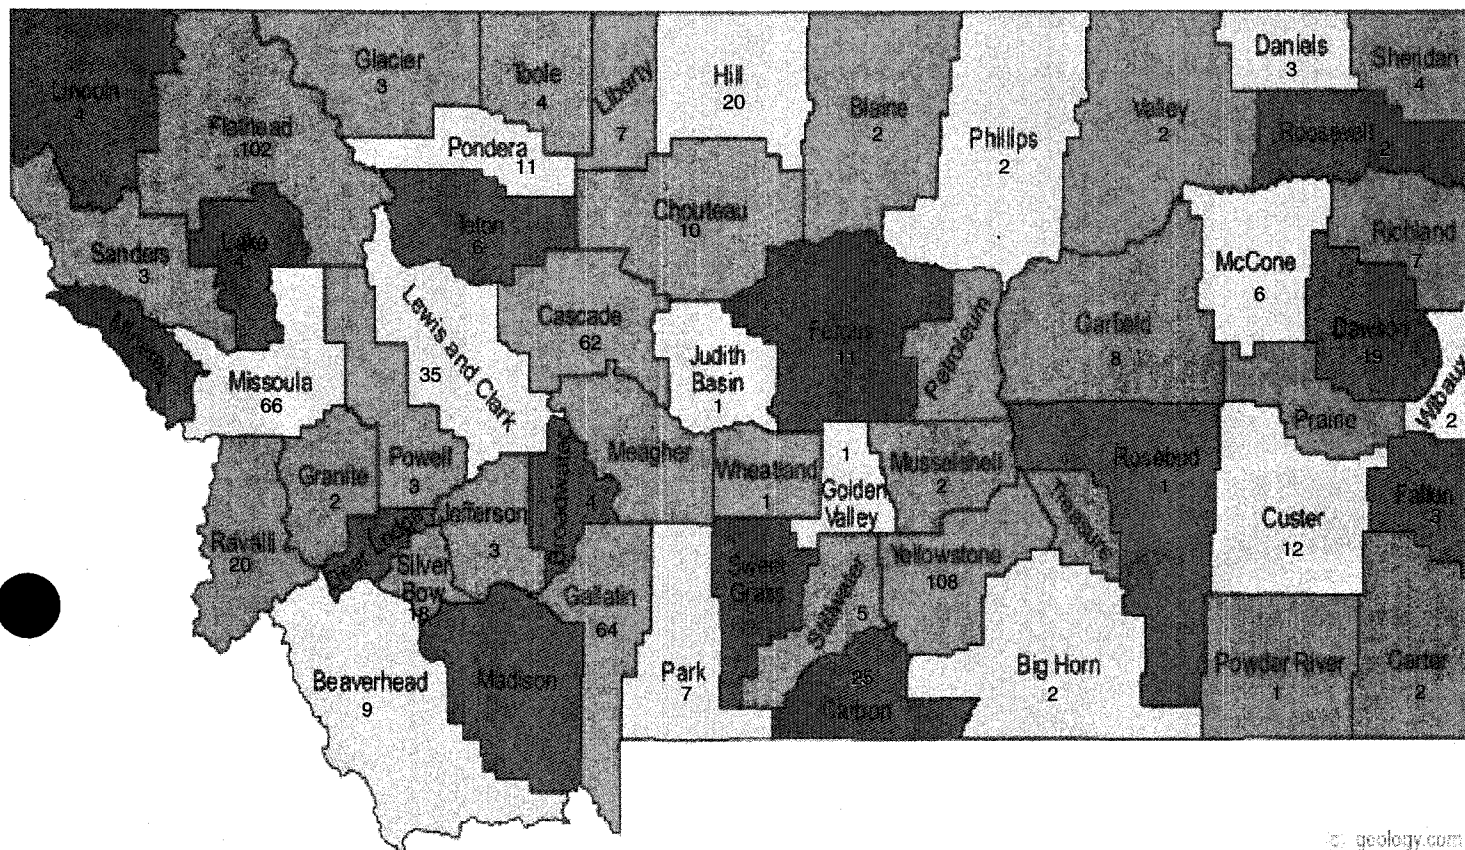 Lincoln
4
Flathead
102
Glacier
3
Toole
4
Liberty
7
Hill
20
Blaine
2
Phillips
2
Valley
2
Daniels
3
Sheridan
4
Roosevelt
2
Pondera
11
Teton
6
Chouteau
10
Sanders
3
Lake
Mineral
1
Missoula
66
Lewis and Clark
35
Cascade
62
Judith
Basin
1
Fergus
11
Petroleum
Garfield
8
McCone
6
Richland
7
Dawson
19
Wibaux
2
Prairie
Ravalli
20
Granite
2
Powell
3
Deer Lodge
Silver
Bow
18
Jefferson
3
Broadwater
4
Meagher
Wheatland
1
1
Golden
Valley
Musselshell
2
Rosebud
1
Treasure
Custer
12
Fallon
3
Beaverhead
9
Madison
Gallatin
64
Park
7
Sweet
Grass
Stillwater
5
Yellowstone
108
Carbon
Big Horn
2
Powder River
1
Carter
2
geology.com